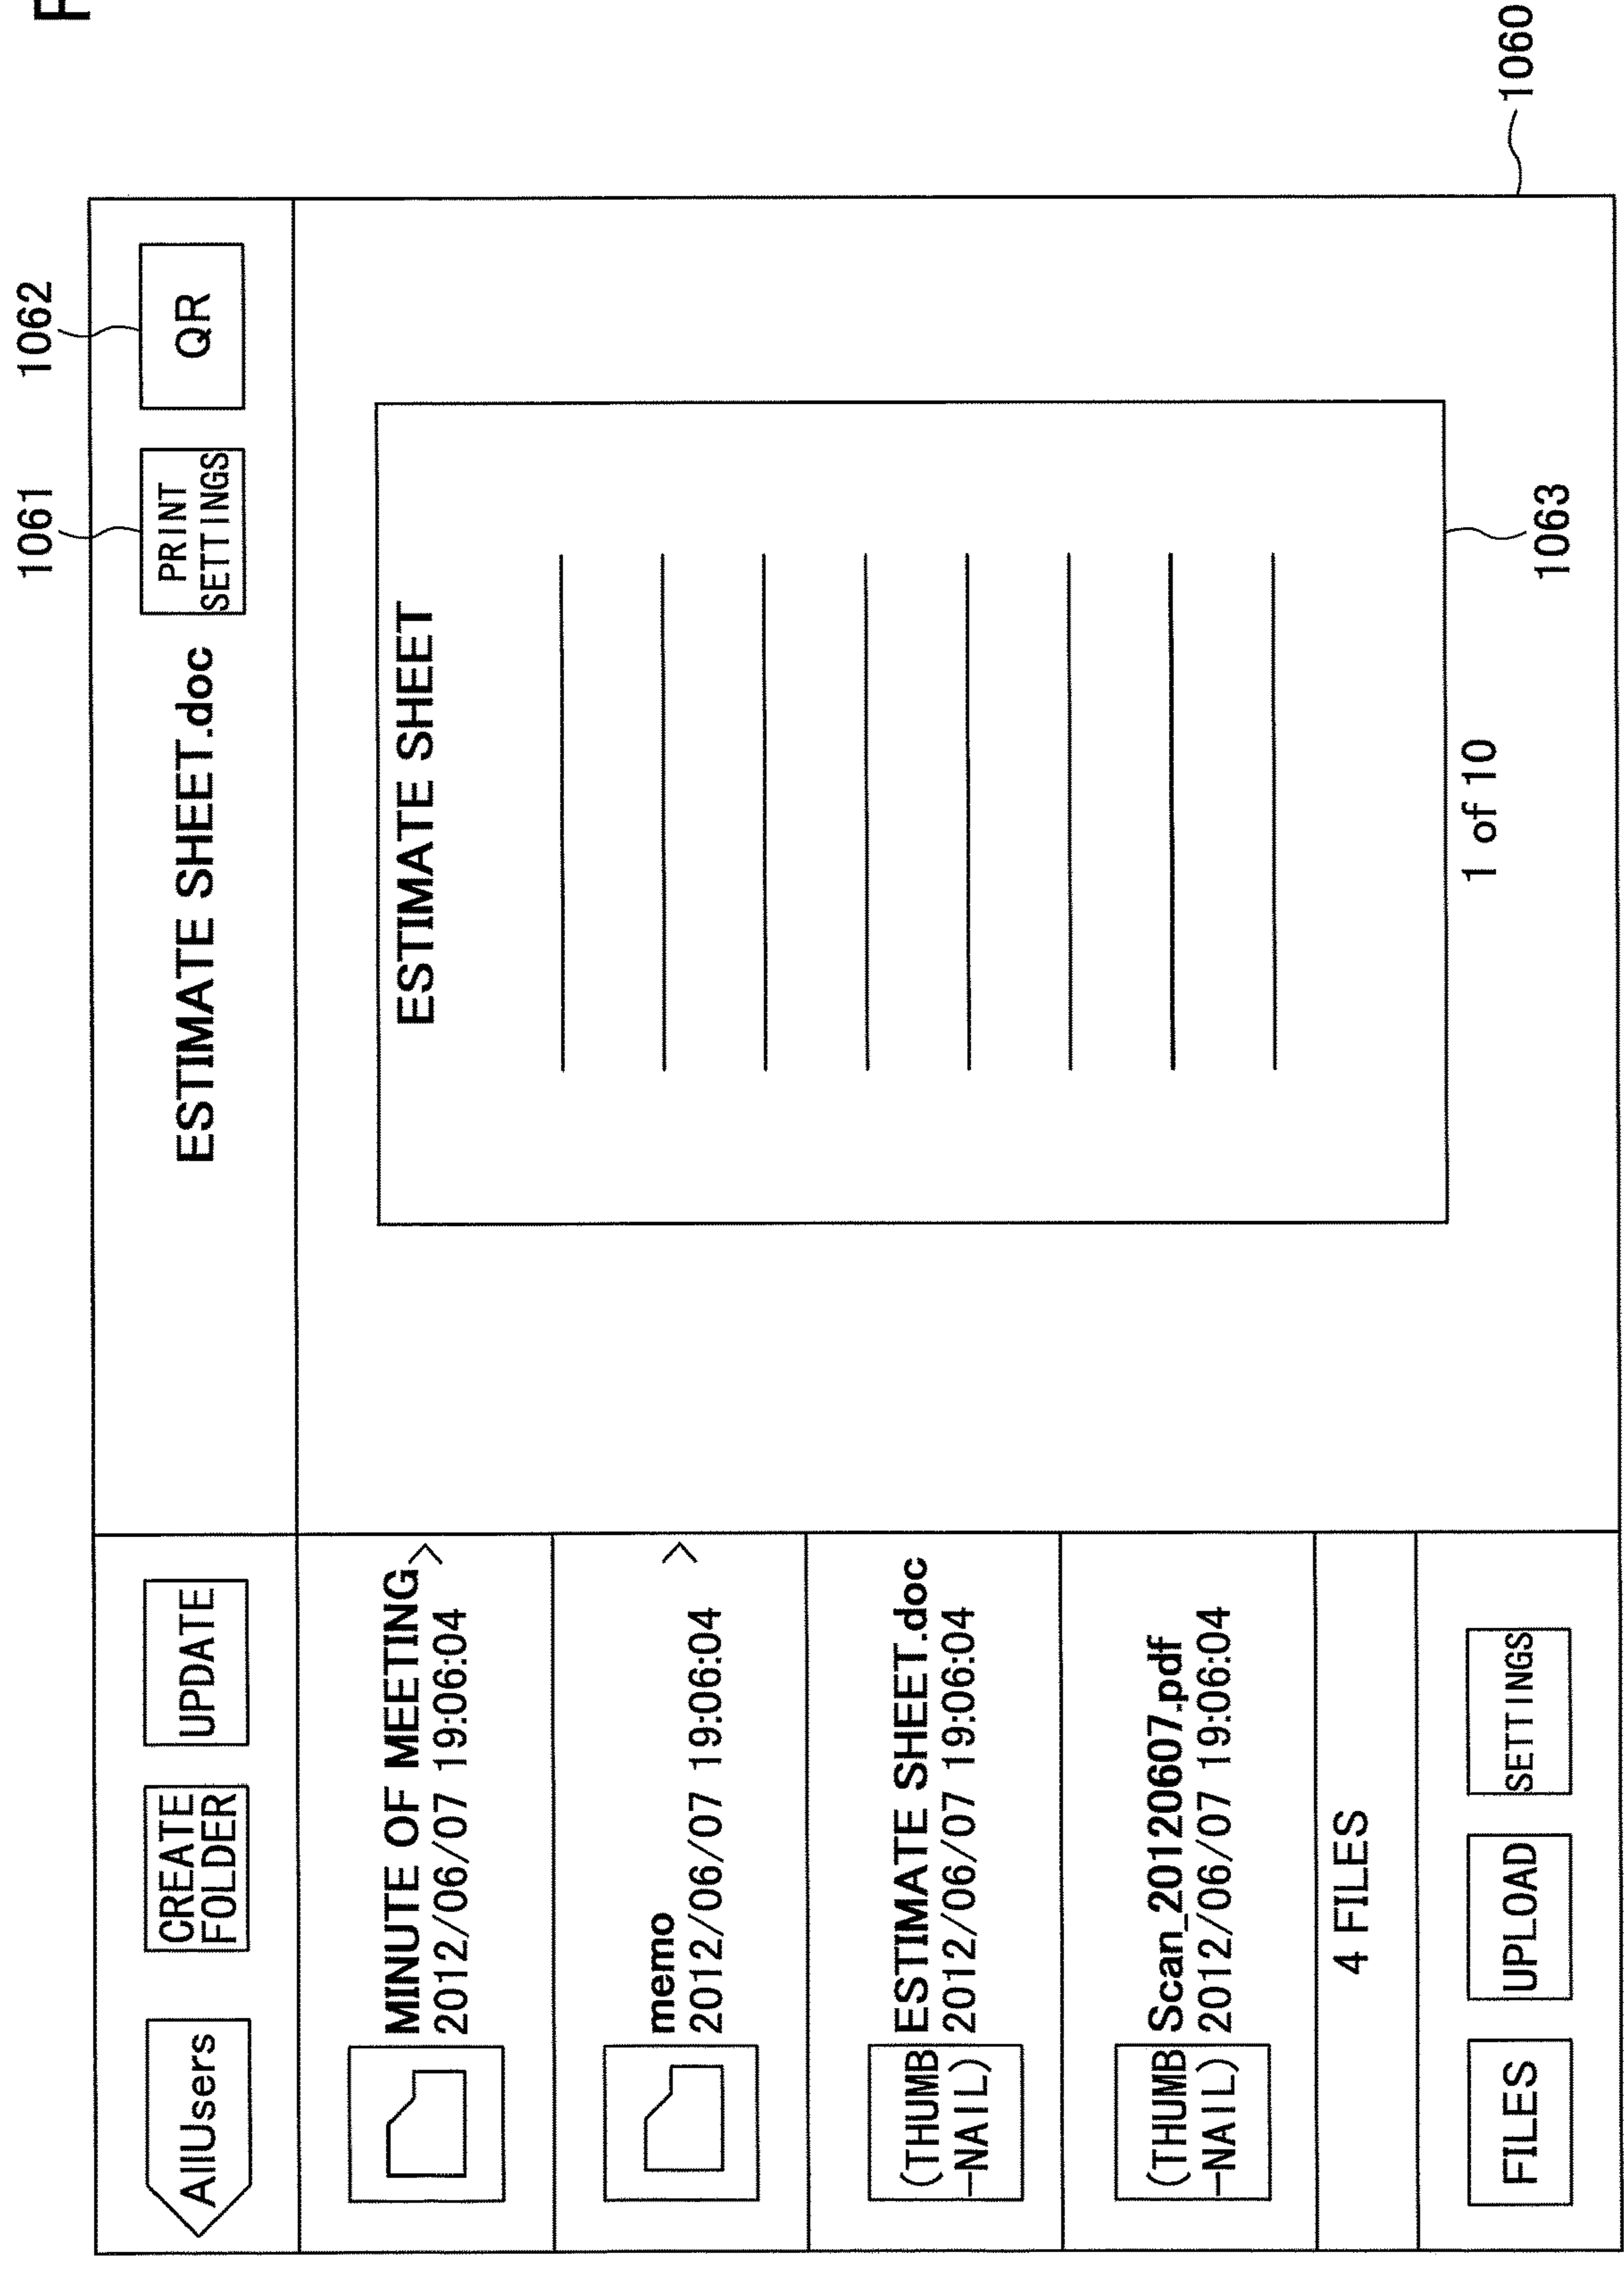 F
AllUsers
CREATE
FOLDER
UPDATE
ESTIMATE SHEET.doc
PRINT
SETTINGS
QR
1061
1062
MINUTE OF MEETING >
2012/06/07 19:06:04
memo >
2012/06/07 19:06:04
(THUMB
-NAIL)
ESTIMATE SHEET.doc
2012/06/07 19:06:04
(THUMB
-NAIL)
Scan_20120607.pdf
2012/06/07 19:06:04
4 FILES
FILES
UPLOAD
SETTINGS
ESTIMATE SHEET
1 of 10
1063
1060